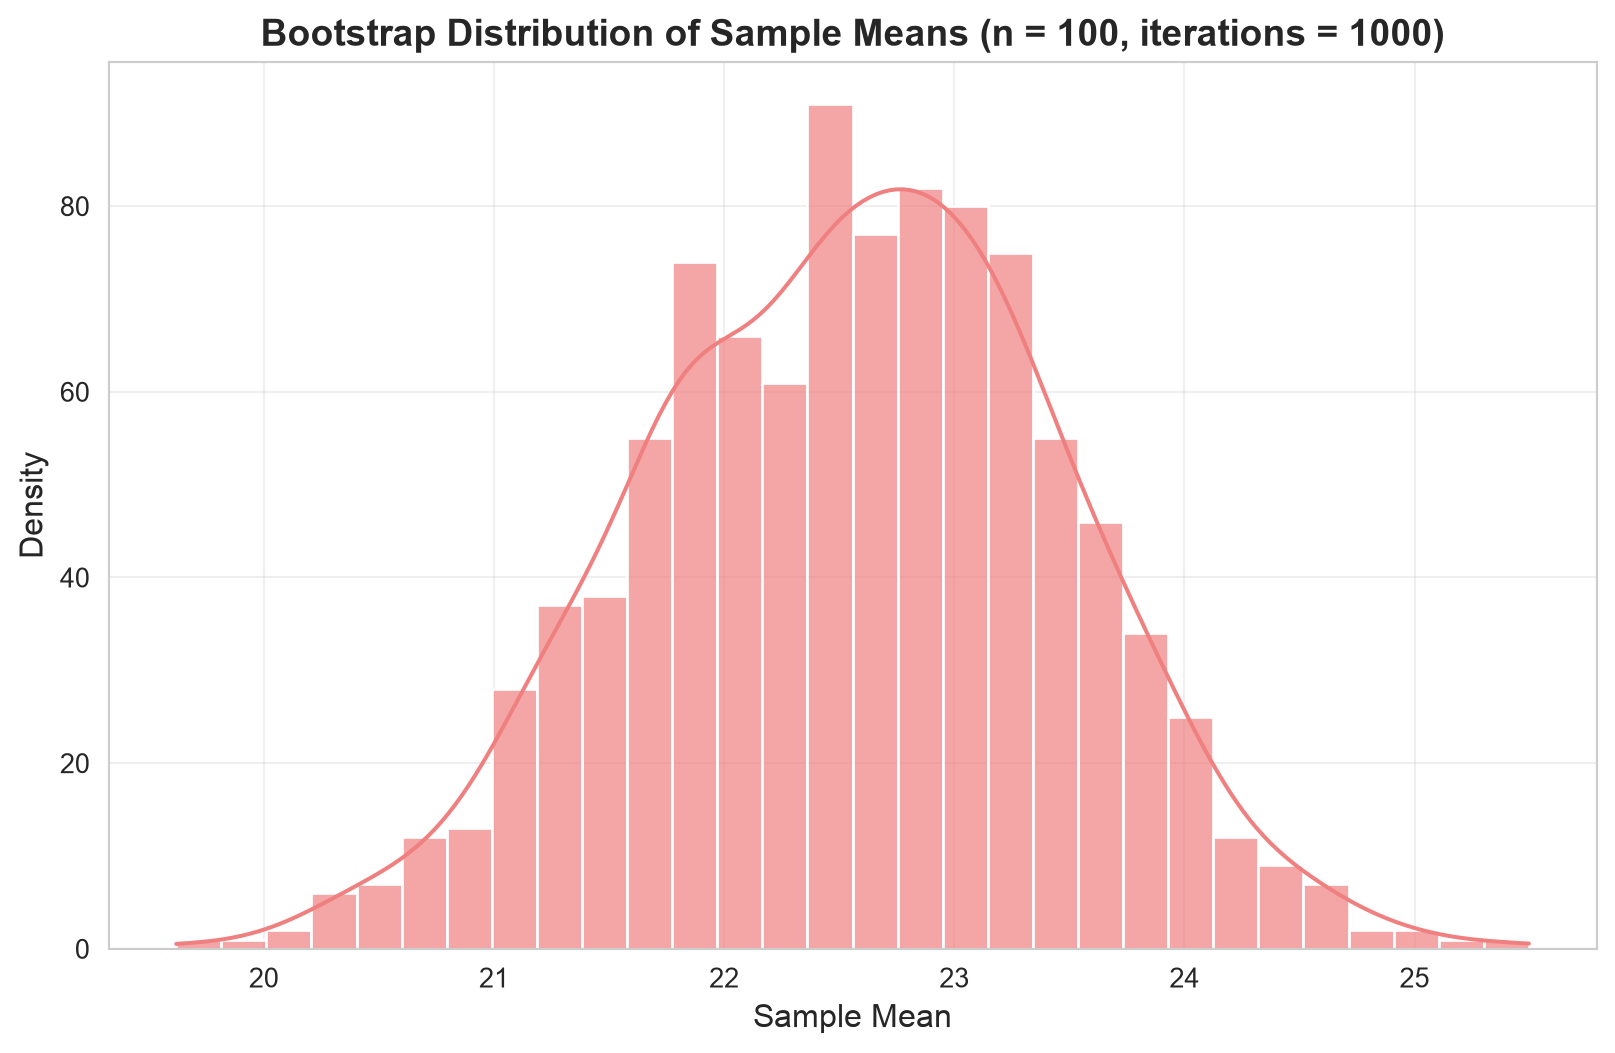 Bootstrap Distribution of Sample Means (n = 100, iterations = 1000)
80
60
40
20
0
Density
20 21 22 23 24 25
Sample Mean